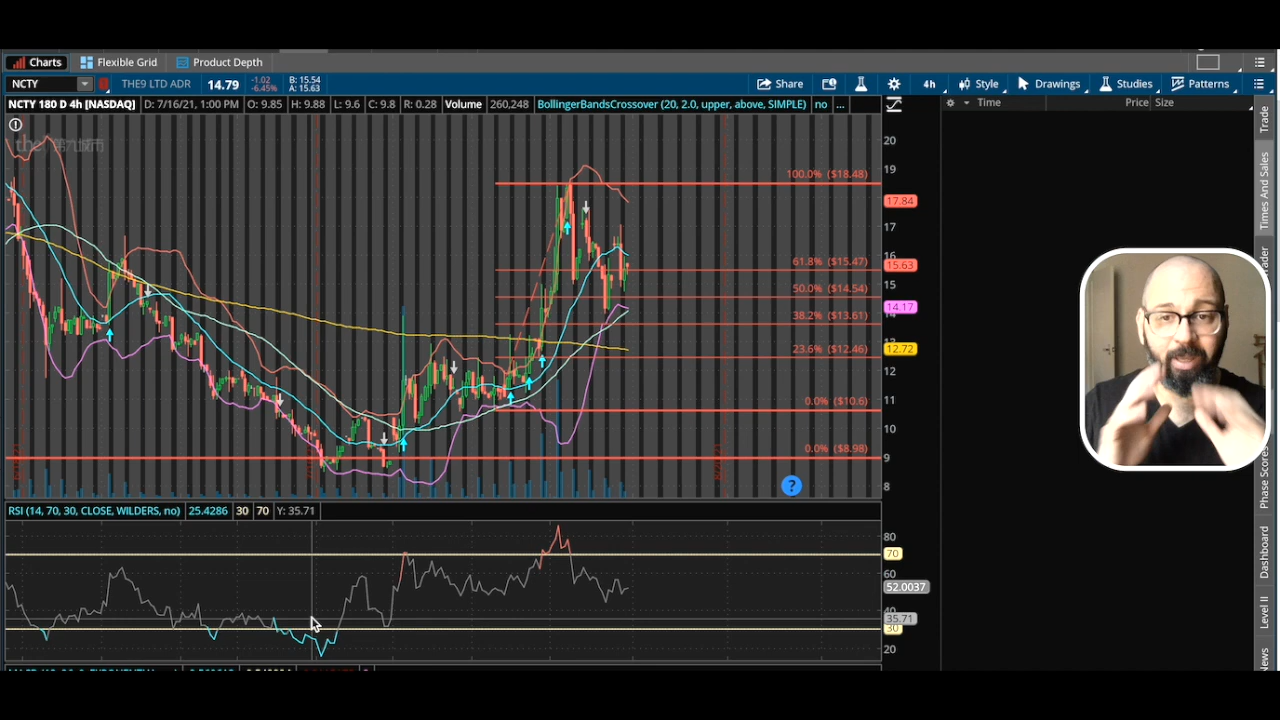 Charts Flexible Grid Product Depth
NCTY THE9 LTD ADR 14.79 -1.02 -6.45% B: 15.54 A: 15.63 Share 4h Style Drawings Studies Patterns
NCTY 180 D 4h [NASDAQ] D: 7/16/21, 1:00 PM O: 9.85 H: 9.88 L: 9.6 C: 9.8 R: 0.28 Volume 260,248 BollingerBandsCrossover (20, 2.0, upper, above, SIMPLE) no ...
Time Price Size
Trade
Times And Sales
Phase Scores
Dashboard
Level II
20
19
17
15
12
11
10
9
8
100.0% ($18.48)
17.84
61.8% ($15.47)
15.63
50.0% ($14.54)
14.17
38.2% ($13.61)
12.72
23.6% ($12.46)
0.0% ($10.6)
0.0% ($8.98)
?
RSI (14, 70, 30, CLOSE, WILDERS, no) 25.4286 30 70 Y: 35.71
80
70
60
52.0037
35.71
30
20